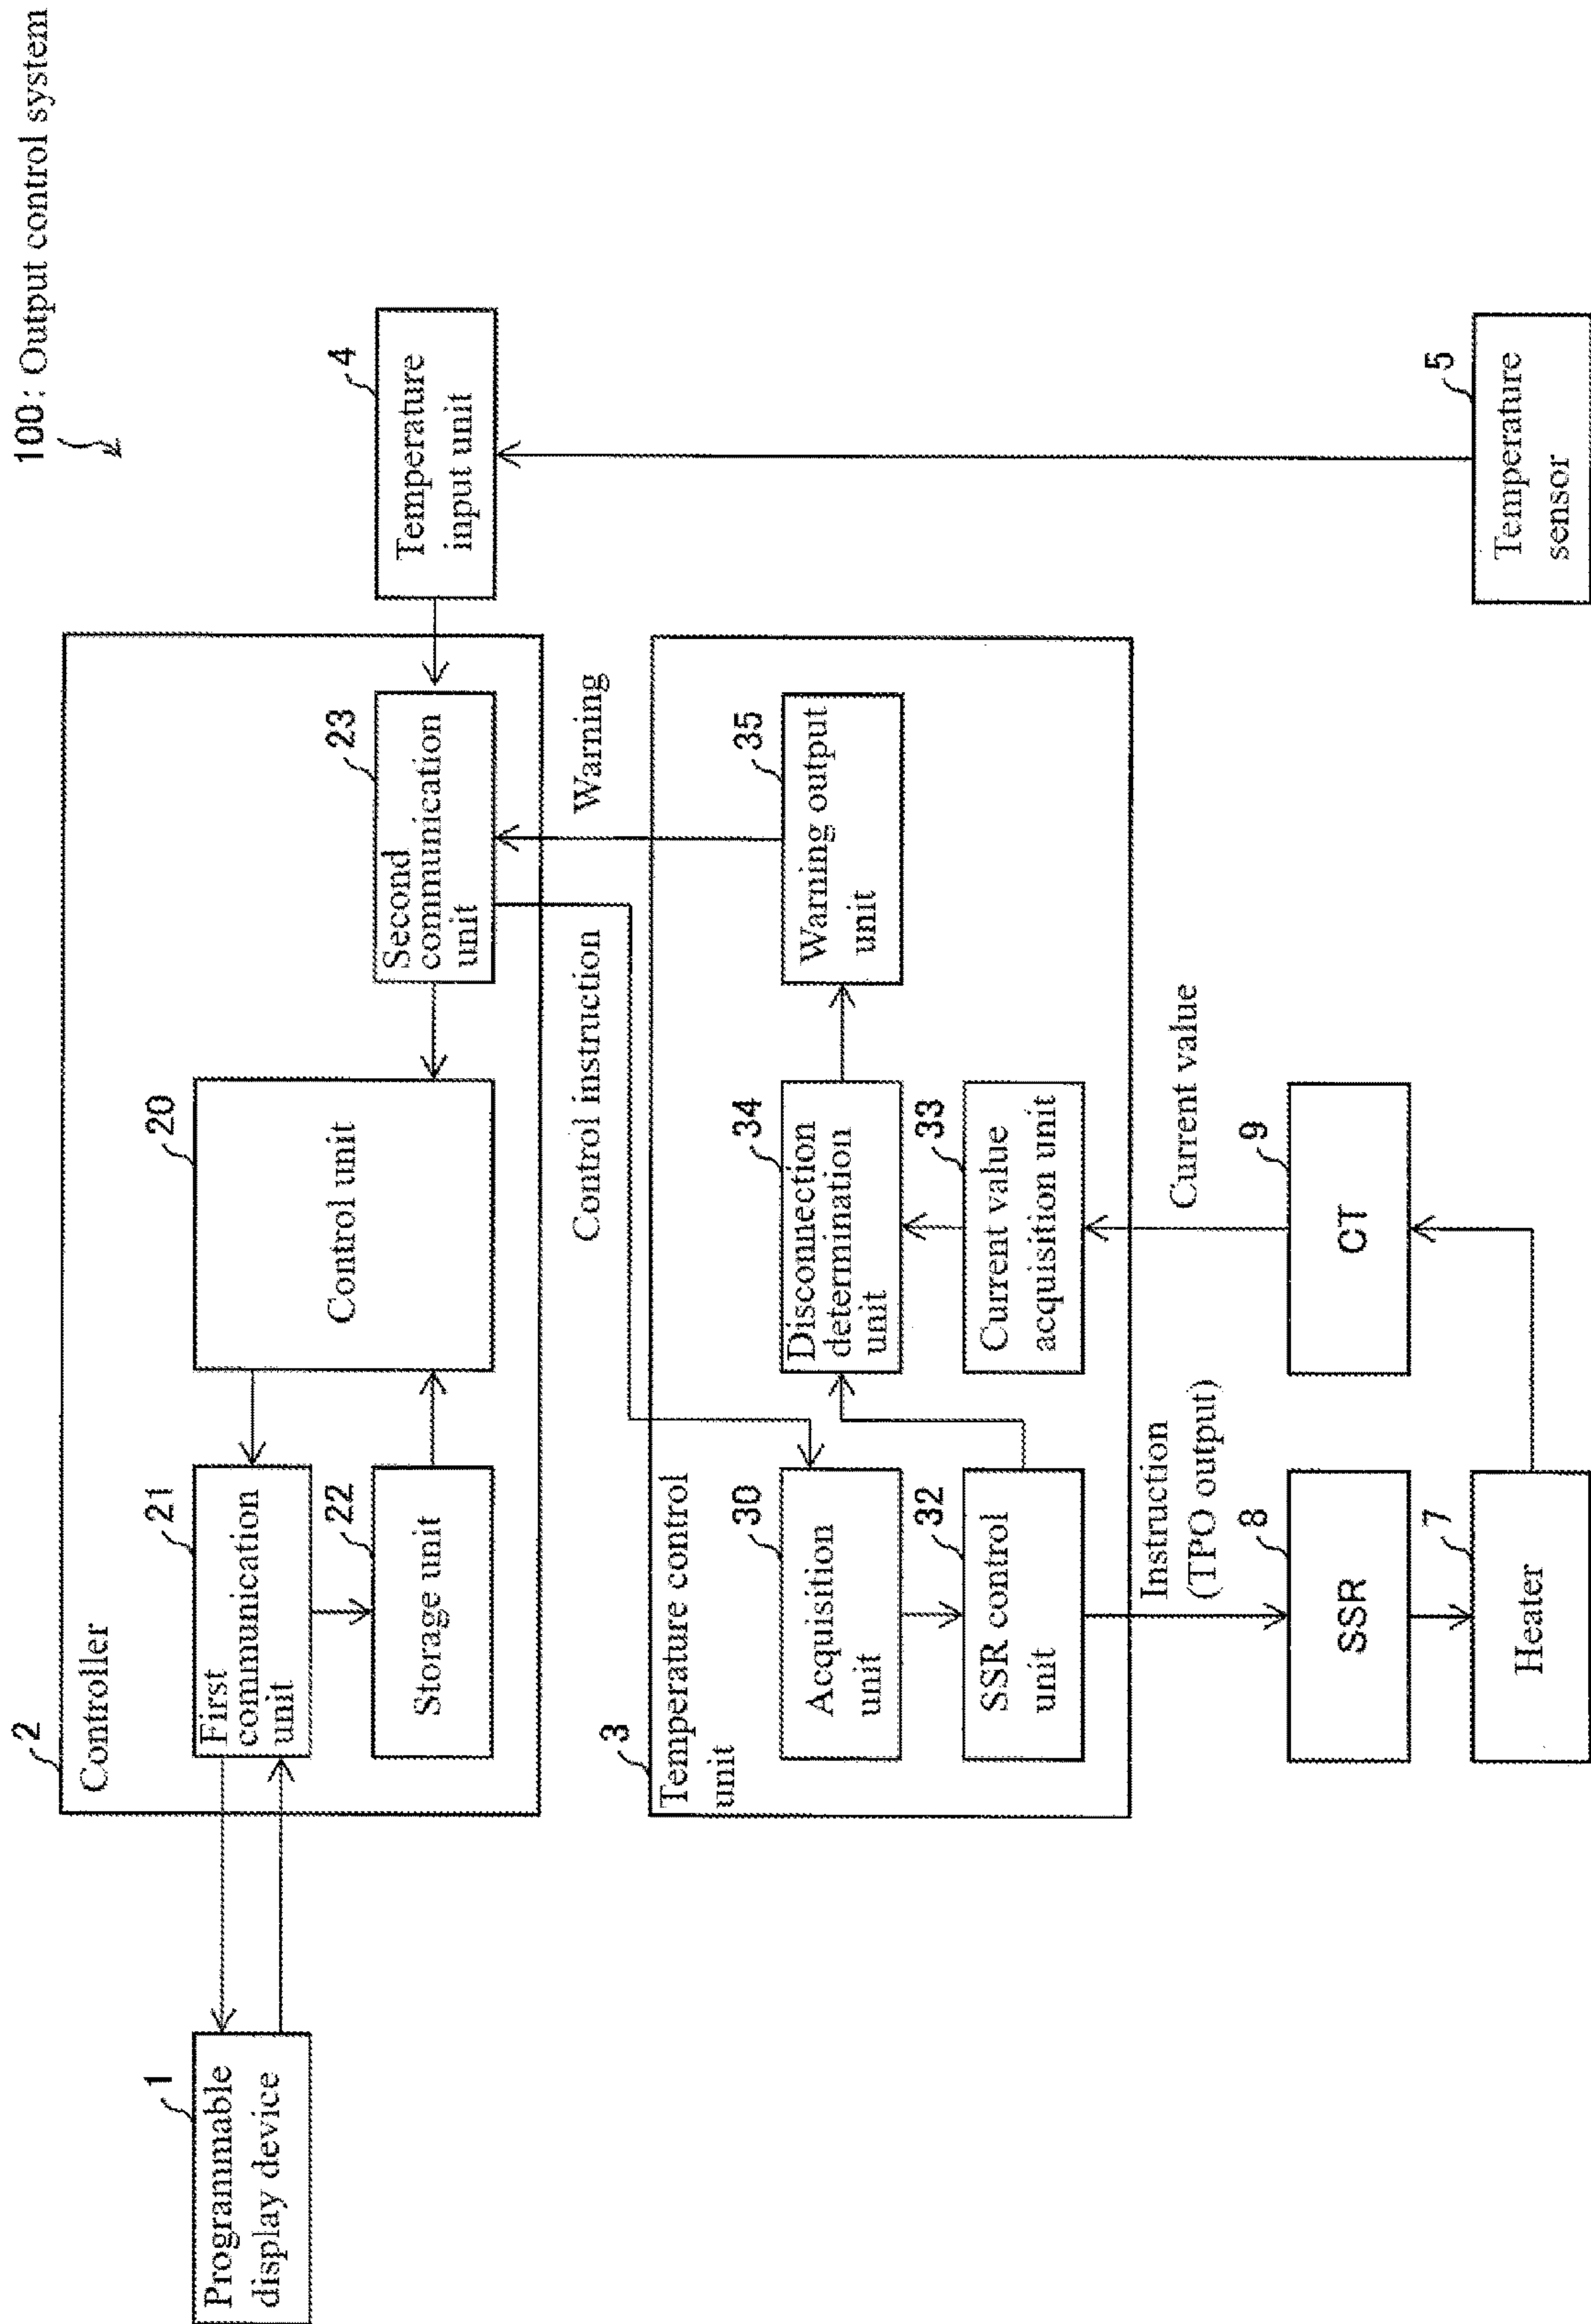 100: Output control system
2
Controller
1
Programmable
display device
21
First
communication
unit
22
Storage unit
20
Control unit
23
Second
communication
unit
4
Temperature
input unit
Control instruction
Warning
3
Temperature control
unit
30
Acquisition
unit
32
SSR control
unit
34
Disconnection
determination
unit
33
Current value
acquisition unit
35
Warning output
unit
Instruction
(TPO output)
Current value
8
SSR
7
Heater
9
CT
5
Temperature
sensor